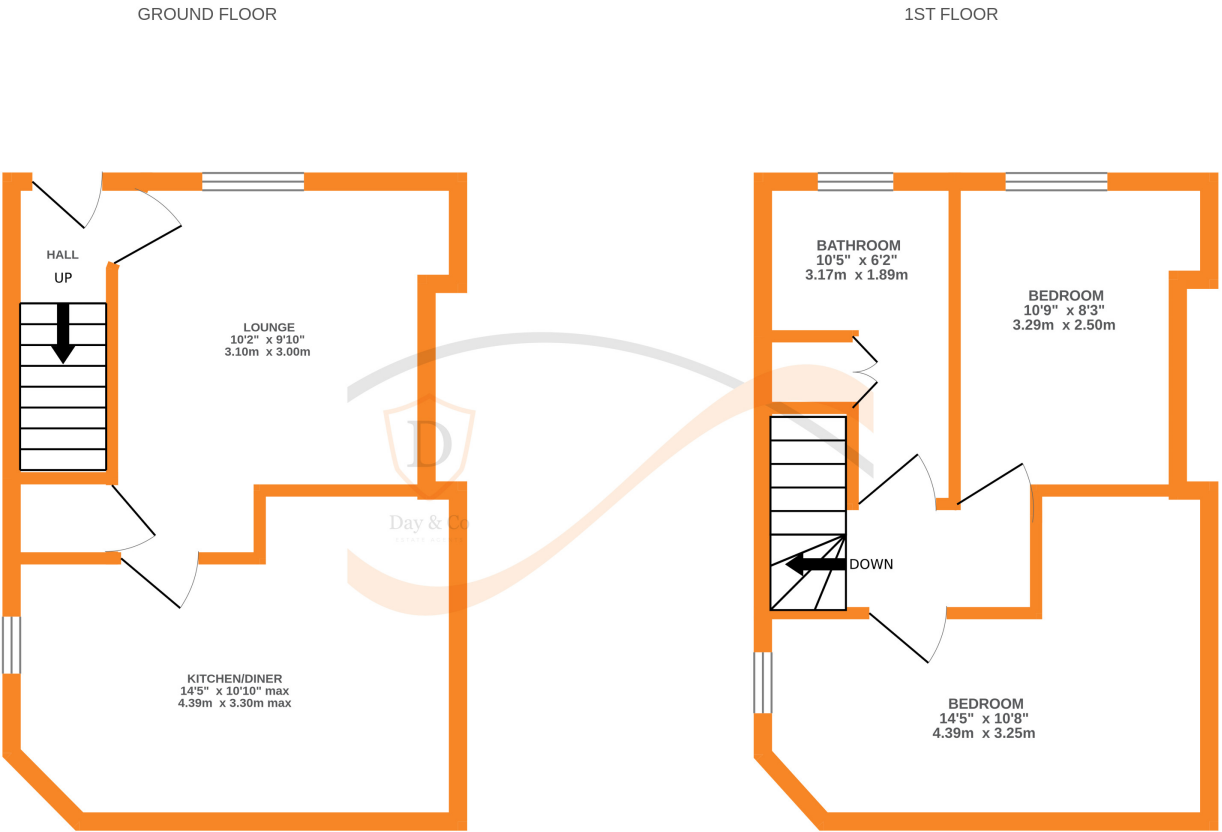 GROUND FLOOR
1ST FLOOR
HALL
UP
LOUNGE
10'2" x 9'10"
3.10m x 3.00m
KITCHEN/DINER
14'5" x 10'10" max
4.39m x 3.30m max
D
Day & Co
ESTATE AGENTS
BATHROOM
10'5" x 6'2"
3.17m x 1.89m
BEDROOM
10'9" x 8'3"
3.29m x 2.50m
DOWN
BEDROOM
14'5" x 10'8"
4.39m x 3.25m